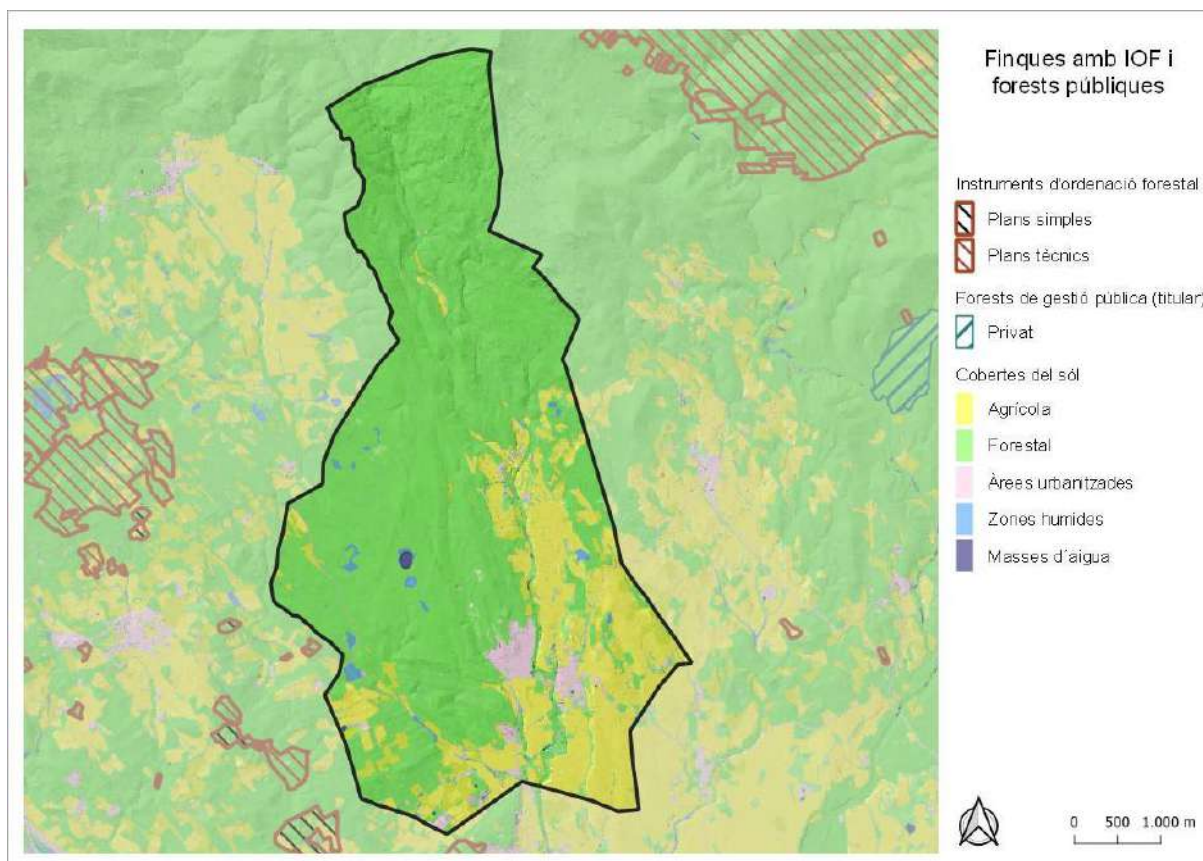 Finques amb IOF i
forests públiques
Instruments d'ordenació forestal
Plans simples
Plans tècnics
Forests de gestió pública (titular)
Privat
Cobertes del sòl
Agrícola
Forestal
Àrees urbanitzades
Zones humides
Masses d´aigua
0 500 1.000 m